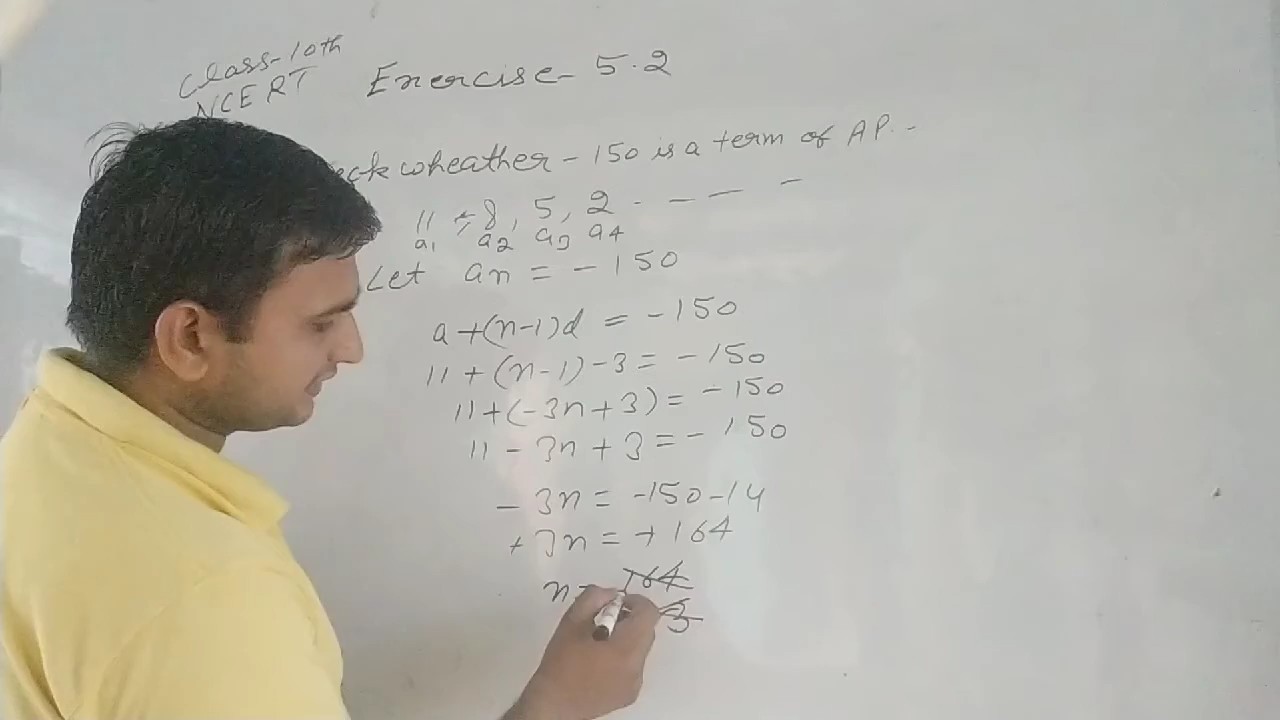 Class-10th
NCERT
Exercise- 5.2
wheather -150 is a term of AP.-
11, 8, 5, 2 . - - -
a1 a2 a3 a4
Let an = -150
a+(n-1)d = -150
11+(n-1)-3 = -150
11+(-3n+3) = -150
11 - 3n + 3 = - 150
- 3n = -150-14
+ 3n = + 164
n= 164
3